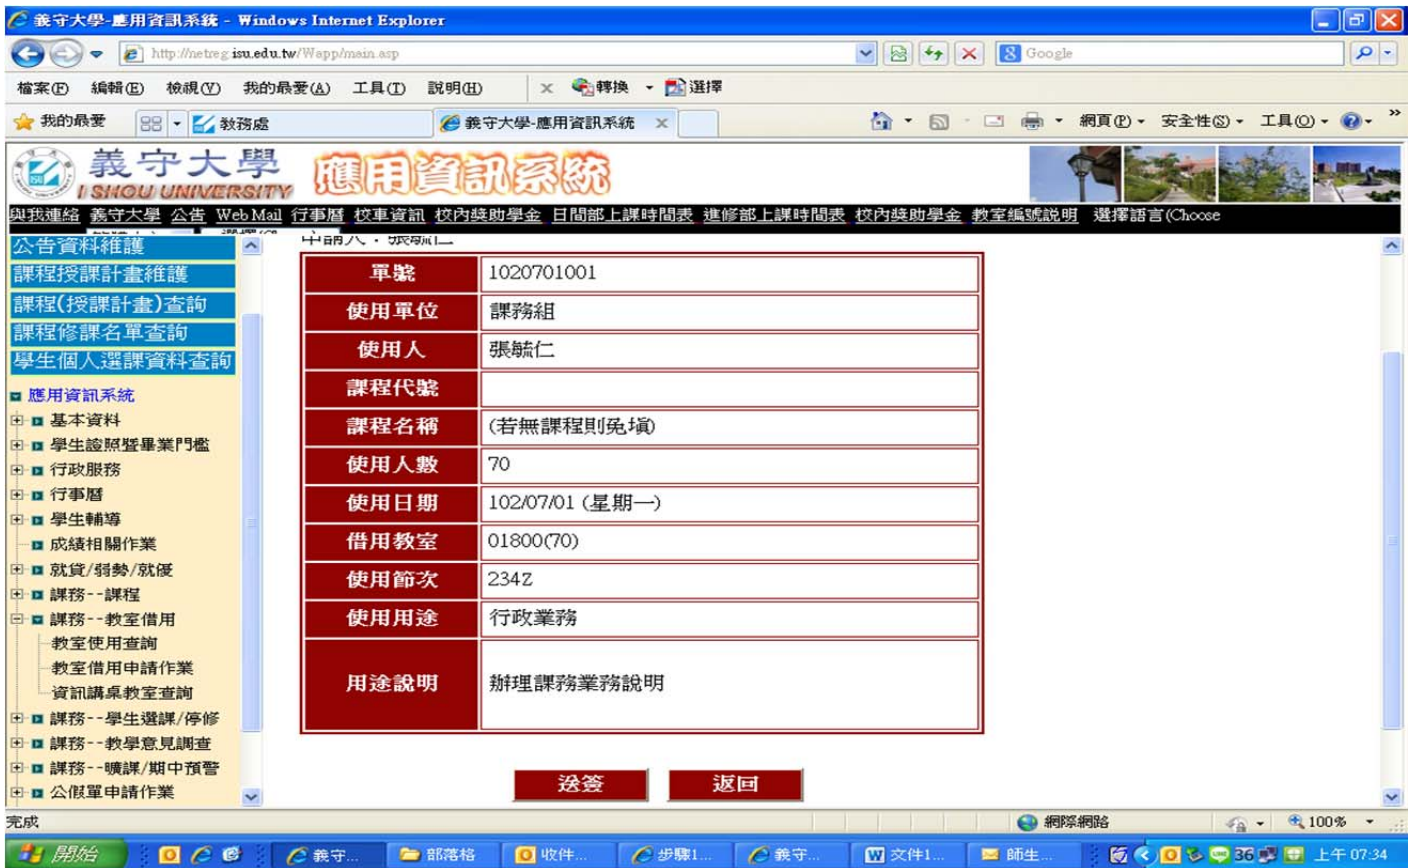 義守大學-應用資訊系統 - Windows Internet Explorer
http://netreg.isu.edu.tw/Wapp/main.asp
Google
檔案(F) 編輯(E) 檢視(V) 我的最愛(A) 工具(T) 說明(H) 轉換 選擇
我的最愛 教務處 義守大學-應用資訊系統 網頁(P) 安全性(S) 工具(O)
義守大學 應用資訊系統
I SHOU UNIVERSITY
與我連絡 義守大學 公告 Web Mail 行事曆 校車資訊 校內獎助學金 日間部上課時間表 進修部上課時間表 校內獎助學金 教室編號說明 選擇語言(Choose
公告資料維護
課程授課計畫維護
課程(授課計畫)查詢
課程修課名單查詢
學生個人選課資料查詢
應用資訊系統
基本資料
學生證照暨畢業門檻
行政服務
行事曆
學生輔導
成績相關作業
就貸/弱勢/就優
課務--課程
課務--教室借用
教室使用查詢
教室借用申請作業
資訊講桌教室查詢
課務--學生選課/停修
課務--教學意見調查
課務--曠課/期中預警
公假單申請作業
申請人：張毓仁
單號 1020701001
使用單位 課務組
使用人 張毓仁
課程代號
課程名稱 (若無課程則免填)
使用人數 70
使用日期 102/07/01 (星期一)
借用教室 01800(70)
使用節次 234Z
使用用途 行政業務
用途說明 辦理課務業務說明
送簽 返回
完成 網際網路 100%
開始 義守... 部落格 收件... 步驟1... 義守... 文件1... 師生... 36 上午 07:34